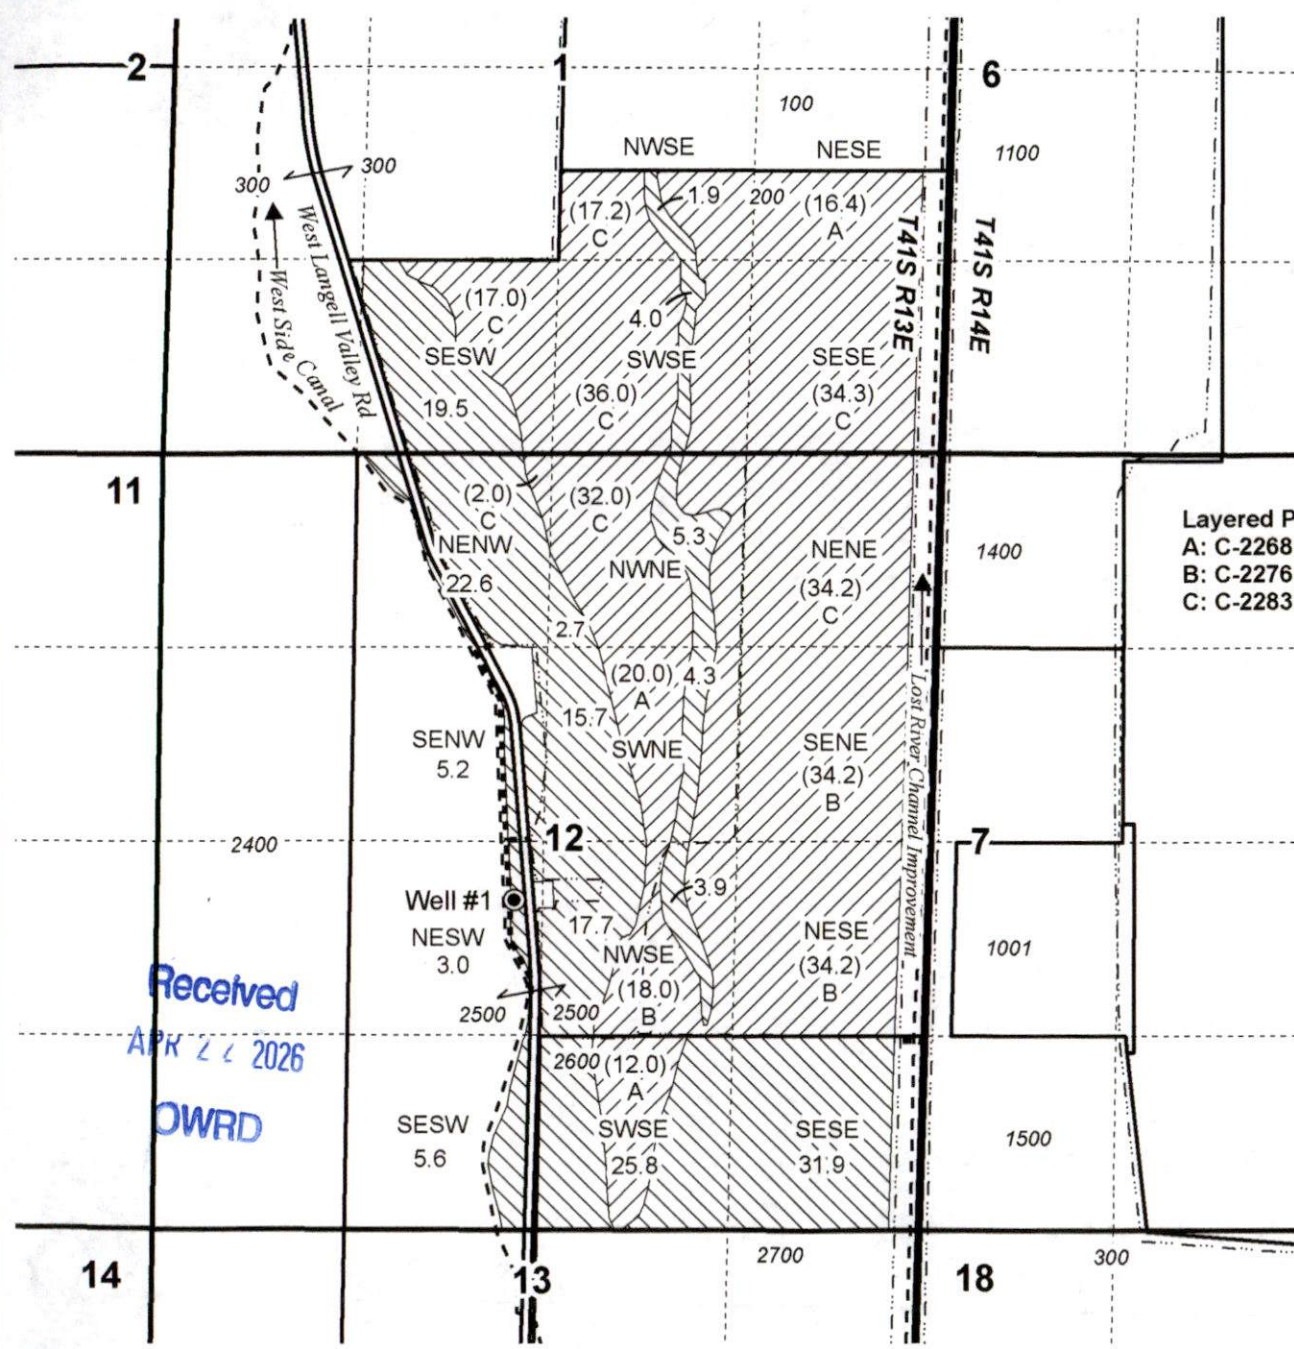 2
1
6
100
NWSE
NESE
1100
300
300
(17.2)
C
1.9
200
(16.4)
A
West Langell Valley Rd
West Side Canal
T41S R13E
T41S R14E
(17.0)
C
4.0
SESW
SWSE
SESE
19.5
(36.0)
C
(34.3)
C
11
(2.0)
C
(32.0)
C
5.3
NENW
NWNE
NENE
22.6
(34.2)
C
1400
Layered P
A: C-2268
B: C-2276
C: C-2283
2.7
(20.0)
A
4.3
Lost River Channel Improvement
15.7
SENW
5.2
SWNE
SENE
(34.2)
B
2400
12
7
Well #1
3.9
NESW
3.0
17.7
NWSE
(18.0)
B
NESE
(34.2)
B
1001
Received
APR 22 2026
OWRD
2500
2500
2600
(12.0)
A
SESW
5.6
SWSE
25.8
SESE
31.9
1500
14
13
2700
18
300